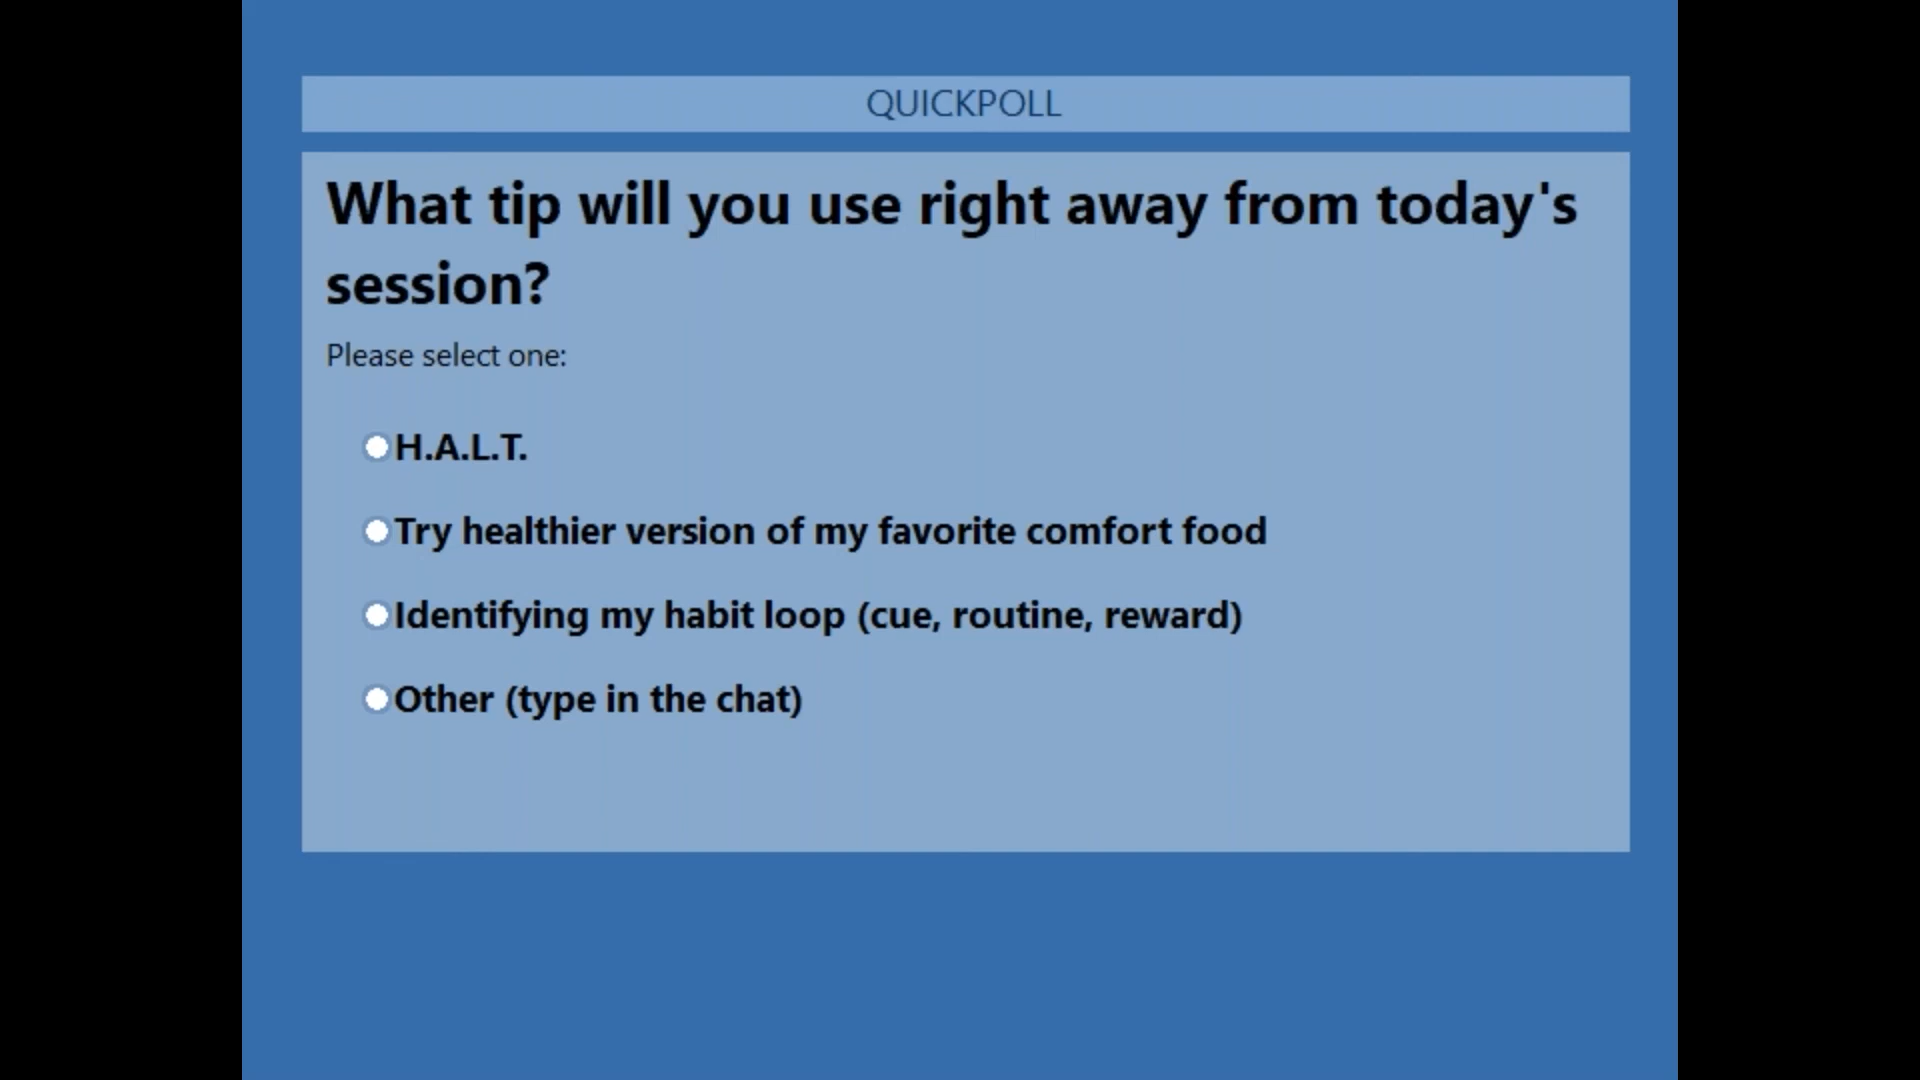 QUICKPOLL
What tip will you use right away from today's
session?
Please select one:
H.A.L.T.
Try healthier version of my favorite comfort food
Identifying my habit loop (cue, routine, reward)
Other (type in the chat)